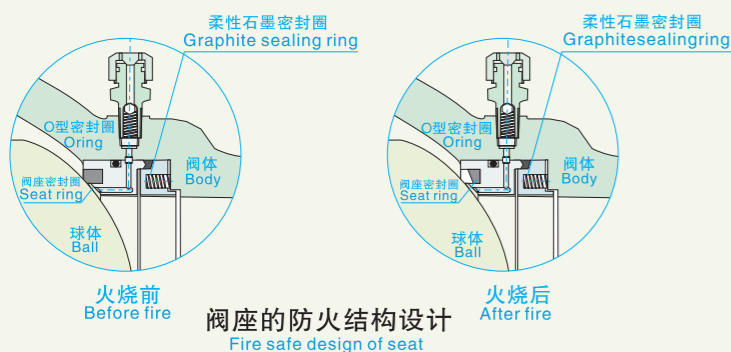 柔性石墨密封圈
Graphite sealing ring
O型密封圈
Oring
阀体
Body
阀座密封圈
Seat ring
球体
Ball
火烧前
Before fire
柔性石墨密封圈
Graphitesealingring
O型密封圈
Oring
阀体
Body
阀座密封圈
Seat ring
球体
Ball
火烧后
After fire
阀座的防火结构设计
Fire safe design of seat